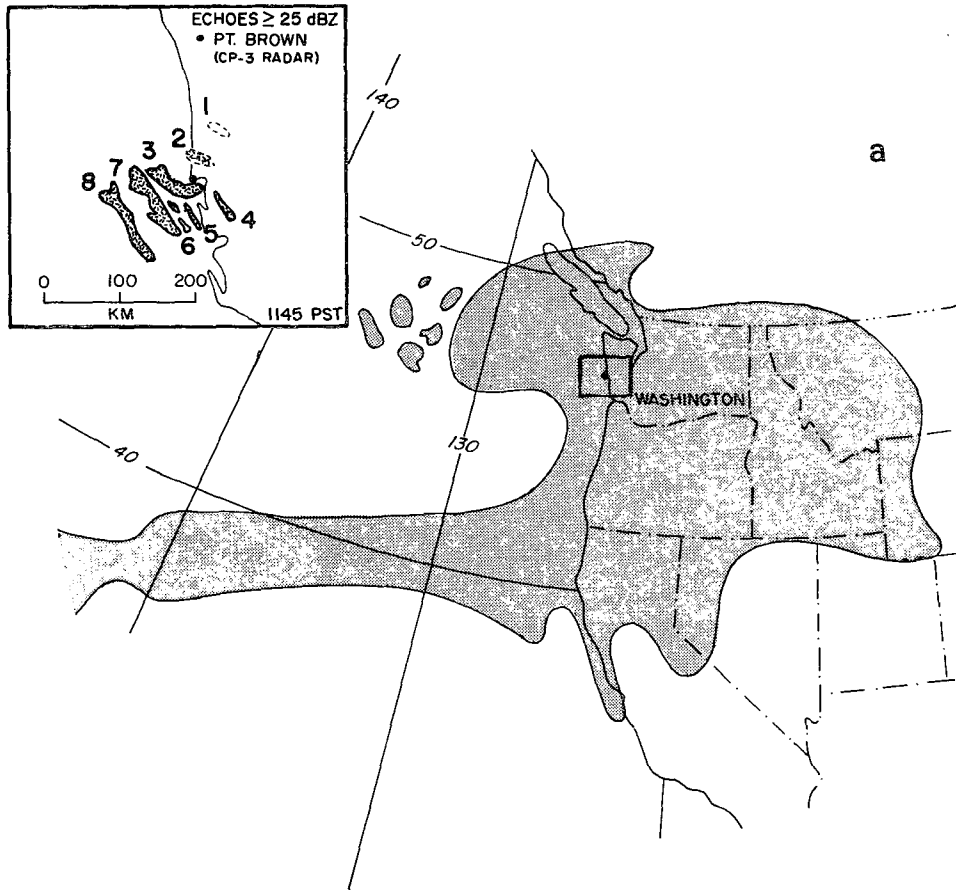 ECHOES ≥ 25 dBZ
• PT. BROWN
(CP-3 RADAR)
1
2
3
7
8
4
5
6
0 100 200
KM
1145 PST
140
a
50
WASHINGTON
130
40